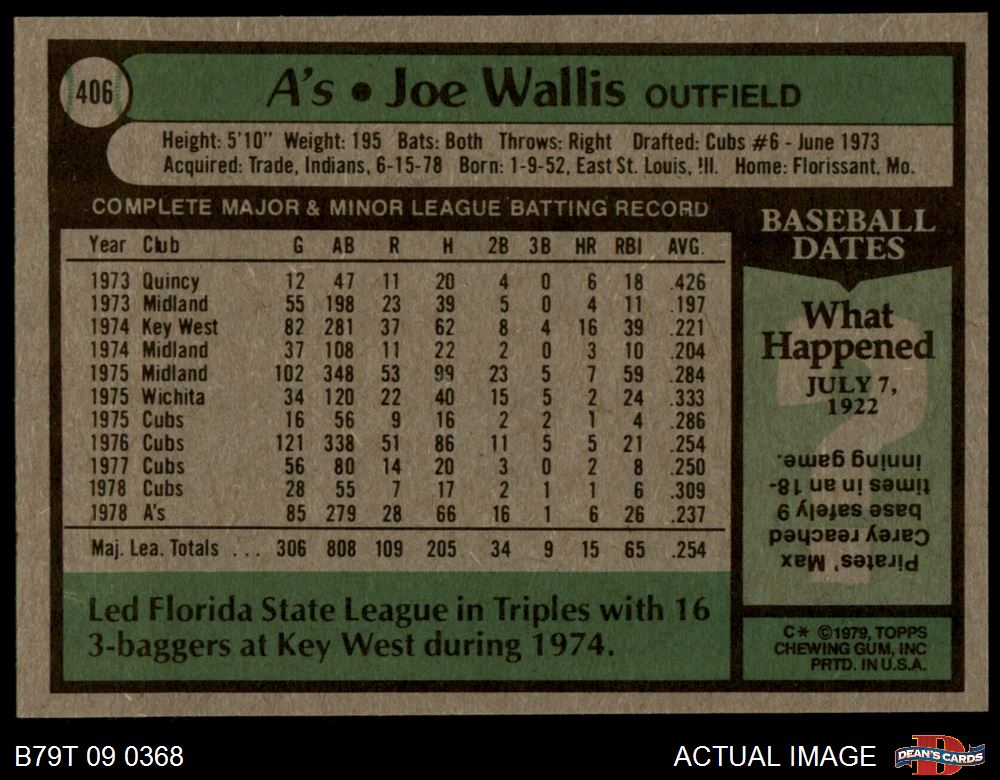 406
A's • Joe Wallis OUTFIELD
Height: 5'10" Weight: 195 Bats: Both Throws: Right Drafted: Cubs #6 - June 1973
Acquired: Trade, Indians, 6-15-78 Born: 1-9-52, East St. Louis, Ill. Home: Florissant, Mo.
COMPLETE MAJOR & MINOR LEAGUE BATTING RECORD
Year Club G AB R H 2B 3B HR RBI AVG.
1973 Quincy 12 47 11 20 4 0 6 18 .426
1973 Midland 55 198 23 39 5 0 4 11 .197
1974 Key West 82 281 37 62 8 4 16 39 .221
1974 Midland 37 108 11 22 2 0 3 10 .204
1975 Midland 102 348 53 99 23 5 7 59 .284
1975 Wichita 34 120 22 40 15 5 2 24 .333
1975 Cubs 16 56 9 16 2 2 1 4 .286
1976 Cubs 121 338 51 86 11 5 5 21 .254
1977 Cubs 56 80 14 20 3 0 2 8 .250
1978 Cubs 28 55 7 17 2 1 1 6 .309
1978 A's 85 279 28 66 16 1 6 26 .237
Maj. Lea. Totals ... 306 808 109 205 34 9 15 65 .254
Led Florida State League in Triples with 16
3-baggers at Key West during 1974.
BASEBALL
DATES
What
Happened
JULY 7,
1922
Pirates' Max
Carey reached
base safely 9
times in an 18-
inning game.
C* ©1979, TOPPS
CHEWING GUM, INC
PRTD. IN U.S.A.
B79T 09 0368
ACTUAL IMAGE
DEAN'S CARDS